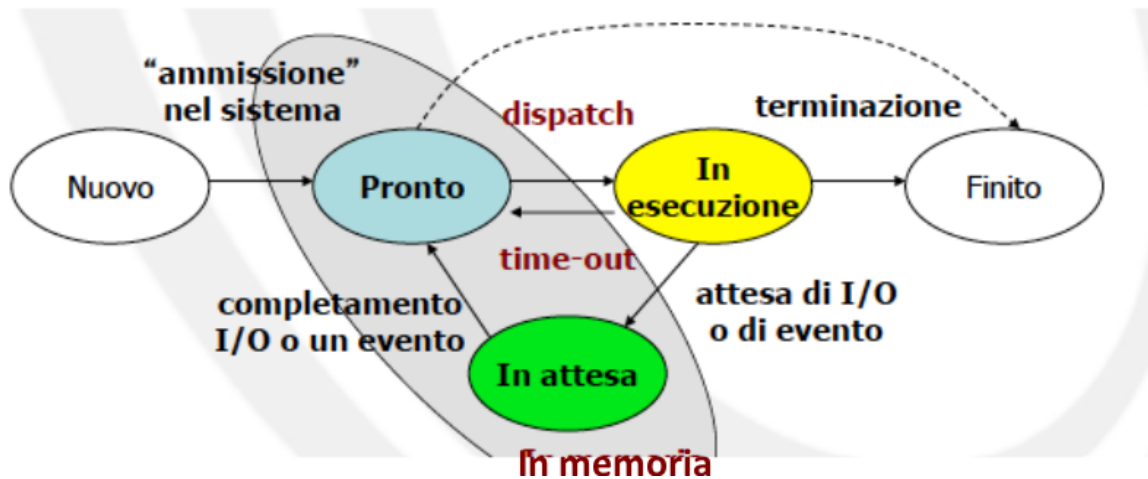 “ammissione”
nel sistema
dispatch
terminazione
Nuovo
Pronto
In
esecuzione
Finito
time-out
completamento
I/O o un evento
attesa di I/O
o di evento
In attesa
In memoria